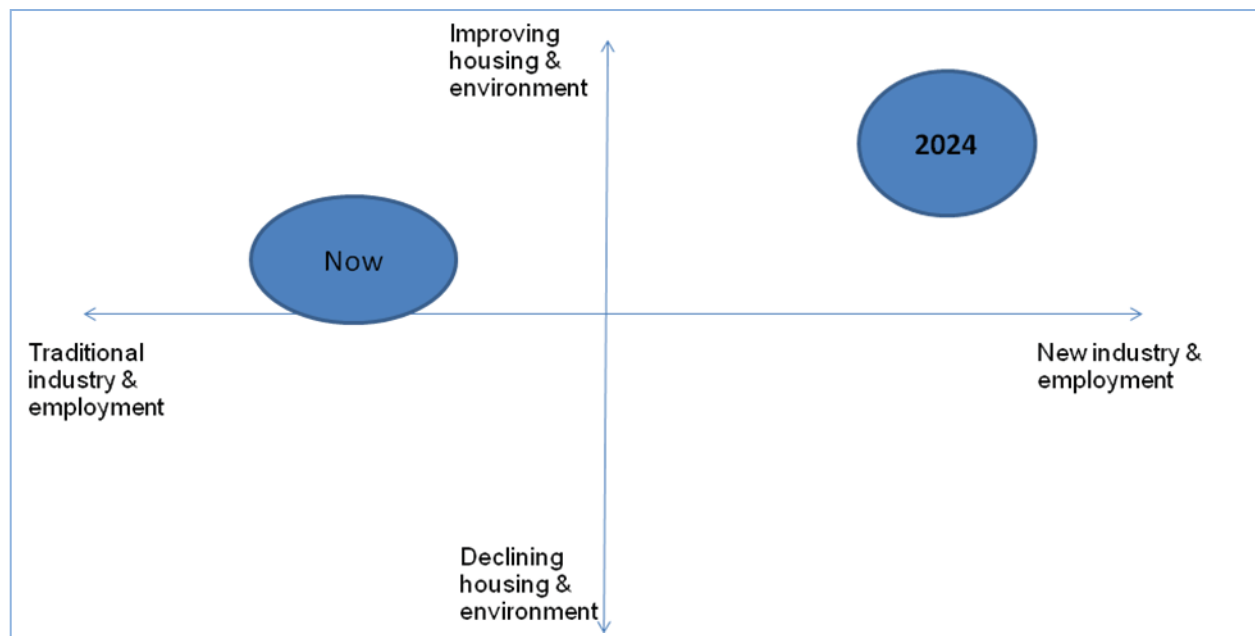 Improving
housing &
environment
2024
Now
Traditional
industry &
employment
New industry &
employment
Declining
housing &
environment